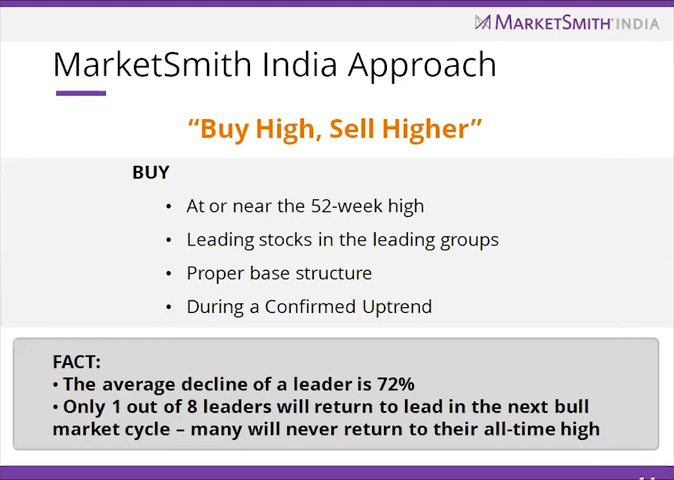 MARKETSMITH INDIA
MarketSmith India Approach
“Buy High, Sell Higher”
BUY
• At or near the 52-week high
• Leading stocks in the leading groups
• Proper base structure
• During a Confirmed Uptrend
FACT:
• The average decline of a leader is 72%
• Only 1 out of 8 leaders will return to lead in the next bull
market cycle – many will never return to their all-time high